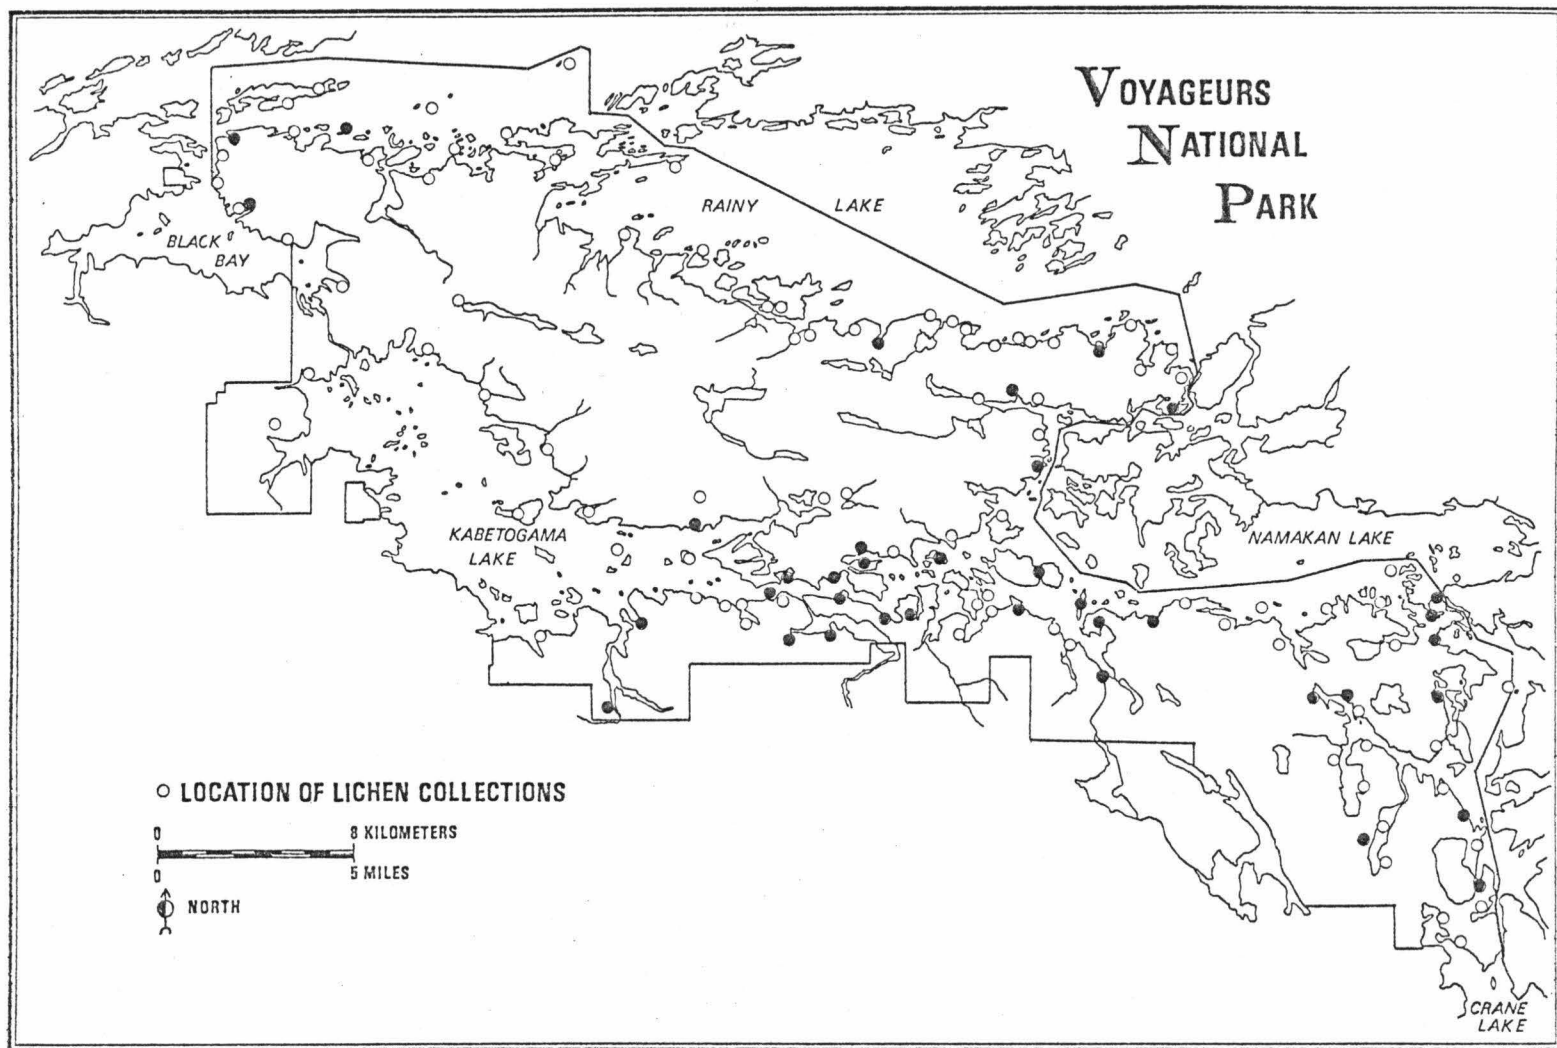 VOYAGEURS
NATIONAL
PARK
RAINY LAKE
BLACK
BAY
KABETOGAMA
LAKE
NAMAKAN LAKE
LOCATION OF LICHEN COLLECTIONS
0 8 KILOMETERS
0 5 MILES
NORTH
CRANE
LAKE